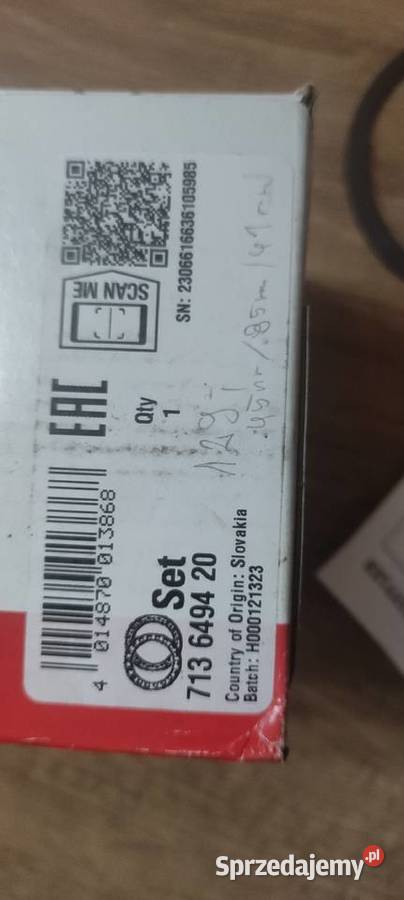 SCAN ME
SN: 23066166636105985
EAC
Qty
1
4 014870 013868
Set
713 6494 20
Country of Origin: Slovakia
Batch: H000121323
Sprzedajemy.pl